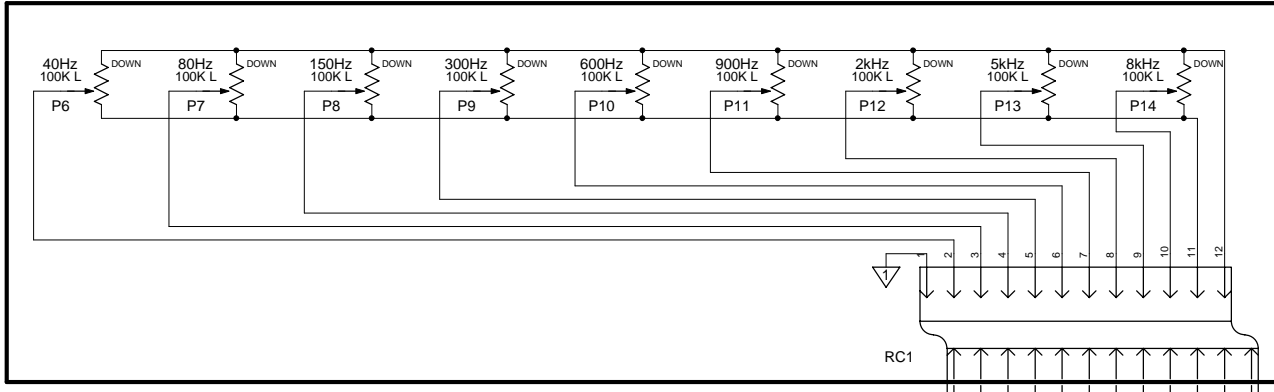 40Hz
100K L
DOWN
P6
80Hz
100K L
DOWN
P7
150Hz
100K L
DOWN
P8
300Hz
100K L
DOWN
P9
600Hz
100K L
DOWN
P10
900Hz
100K L
DOWN
P11
2kHz
100K L
DOWN
P12
5kHz
100K L
DOWN
P13
8kHz
100K L
DOWN
P14
1
1
2
3
4
5
6
7
8
9
10
11
12
RC1